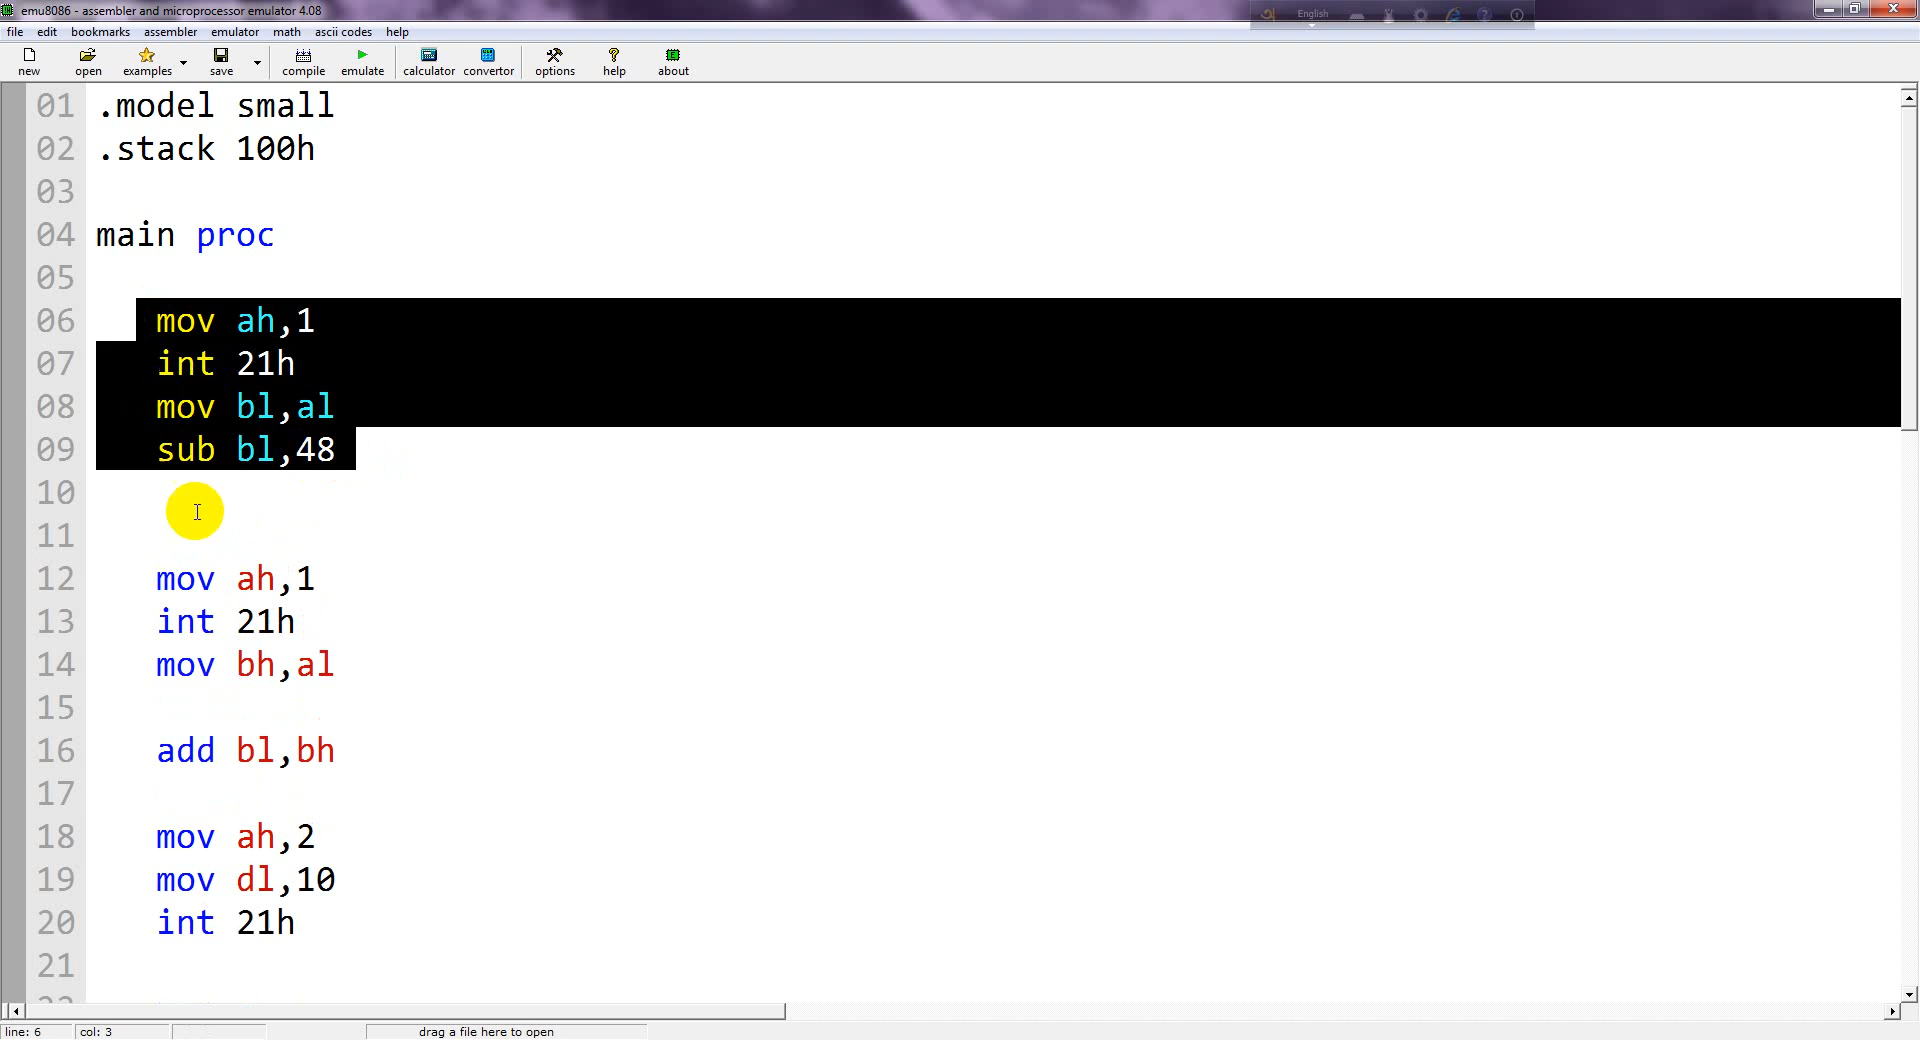 emu8086 - assembler and microprocessor emulator 4.08
English
file edit bookmarks assembler emulator math ascii codes help
new open examples save compile emulate calculator convertor options help about
01 .model small
02 .stack 100h
03
04 main proc
05
06 mov ah,1
07 int 21h
08 mov bl,al
09 sub bl,48
10
11
12 mov ah,1
13 int 21h
14 mov bh,al
15
16 add bl,bh
17
18 mov ah,2
19 mov dl,10
20 int 21h
21
line: 6 col: 3 drag a file here to open